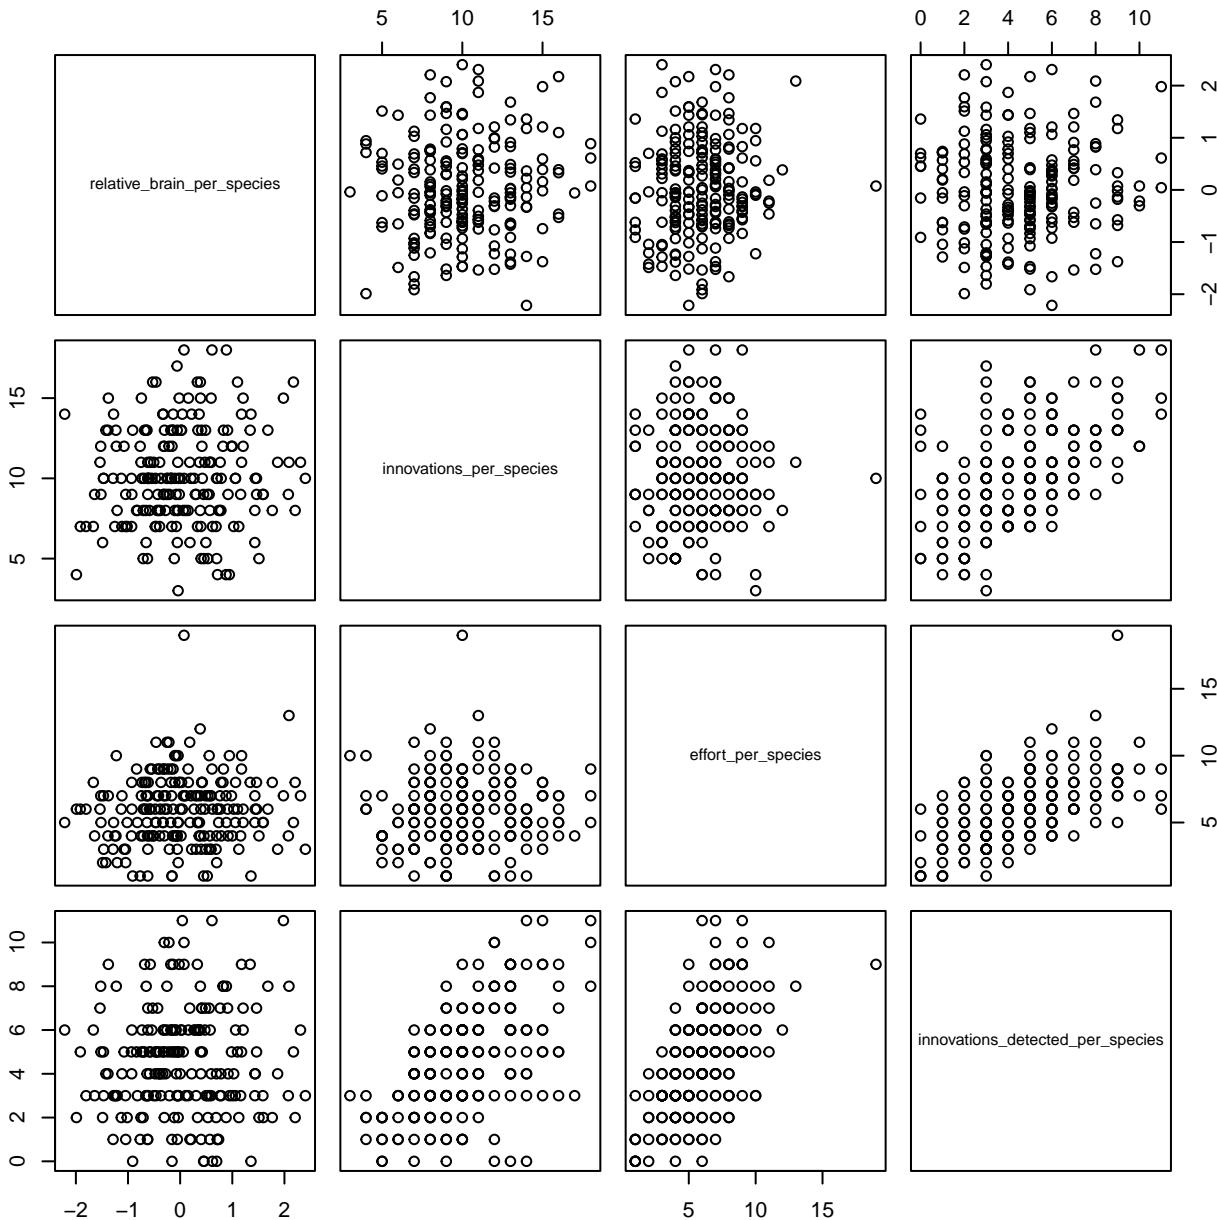 5 10 15
0 2 4 6 8 10
relative_brain_per_species
−2 −1 0 1 2
5 10 15
innovations_per_species
effort_per_species
5 10 15
0 2 4 6 8 10
innovations_detected_per_species
−2 −1 0 1 2
5 10 15